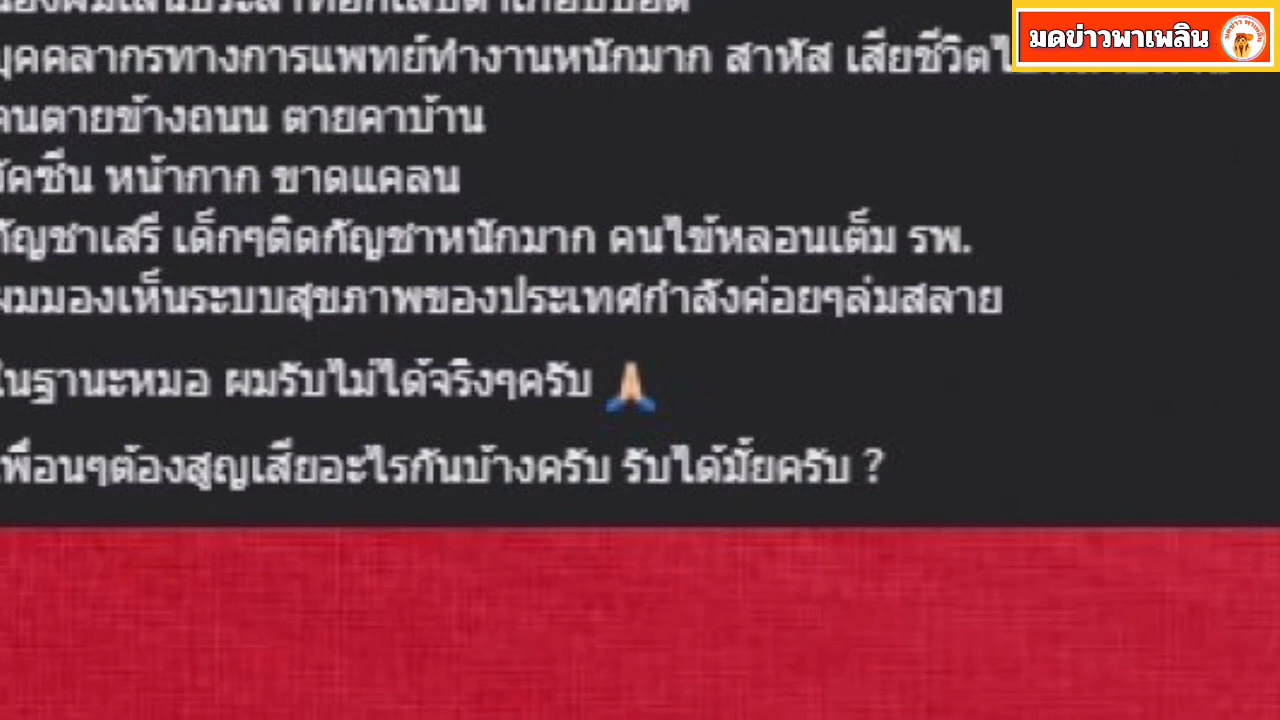 มดข่าวพาเพลิน
บุคคลากรทางการแพทย์ทำงานหนักมาก สาหัส เสียชีวิต
คนตายข้างถนน ตายคาบ้าน
วัคซีน หน้ากาก ขาดแคลน
กัญชาเสรี เด็กๆติดกัญชาหนักมาก คนไข้หลอนเต็ม รพ.
ผมมองเห็นระบบสุขภาพของประเทศกำลังค่อยๆล่มสลาย
ในฐานะหมอ ผมรับไม่ได้จริงๆครับ 🙏🏻
เพื่อนๆต้องสูญเสียอะไรกันบ้างครับ รับได้มั้ยครับ ?